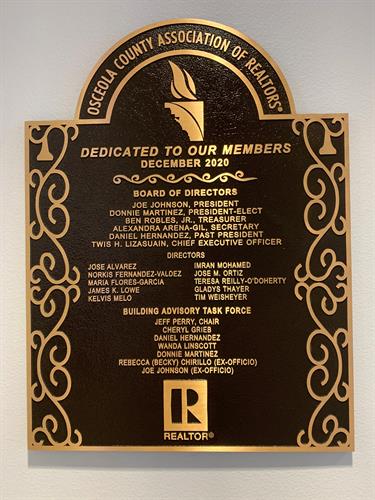 OSCEOLA COUNTY ASSOCIATION OF REALTORS®
DEDICATED TO OUR MEMBERS
DECEMBER 2020
BOARD OF DIRECTORS
JOE JOHNSON, PRESIDENT
DONNIE MARTINEZ, PRESIDENT-ELECT
BEN ROBLES, JR., TREASURER
ALEXANDRA ARENA-GIL, SECRETARY
DANIEL HERNANDEZ, PAST PRESIDENT
TWIS H. LIZASUAIN, CHIEF EXECUTIVE OFFICER
DIRECTORS
JOSE ALVAREZ
NORKIS FERNANDEZ-VALDEZ
MARIA FLORES-GARCIA
JAMES K. LOWE
KELVIS MELO
IMRAN MOHAMED
JOSE M. ORTIZ
TERESA REILLY-O'DOHERTY
GLADYS THAYER
TIM WEISHEYER
BUILDING ADVISORY TASK FORCE
JEFF PERRY, CHAIR
CHERYL GRIEB
DANIEL HERNANDEZ
WANDA LINSCOTT
DONNIE MARTINEZ
REBECCA (BECKY) CHIRILLO (EX-OFFICIO)
JOE JOHNSON (EX-OFFICIO)
R
REALTOR®